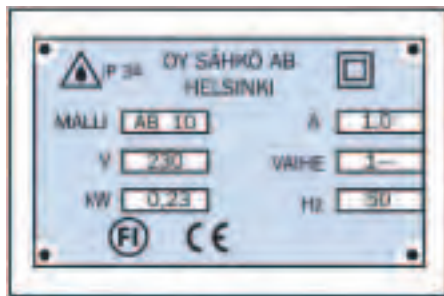 IP 34 OY SÄHKÖ AB
HELSINKI
MALLI AB 10 A 1.0
V 230 VAIHE 1~
kW 0,23 Hz 50
FI CE